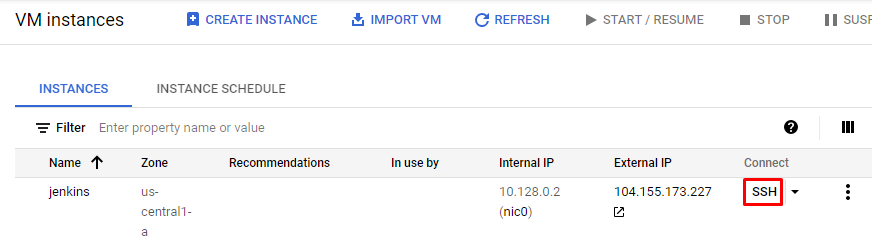 VM instances CREATE INSTANCE IMPORT VM REFRESH START / RESUME STOP SUSP
INSTANCES INSTANCE SCHEDULE
Filter Enter property name or value
Name Zone Recommendations In use by Internal IP External IP Connect
jenkins us-central1-a 10.128.0.2 (nic0) 104.155.173.227 SSH